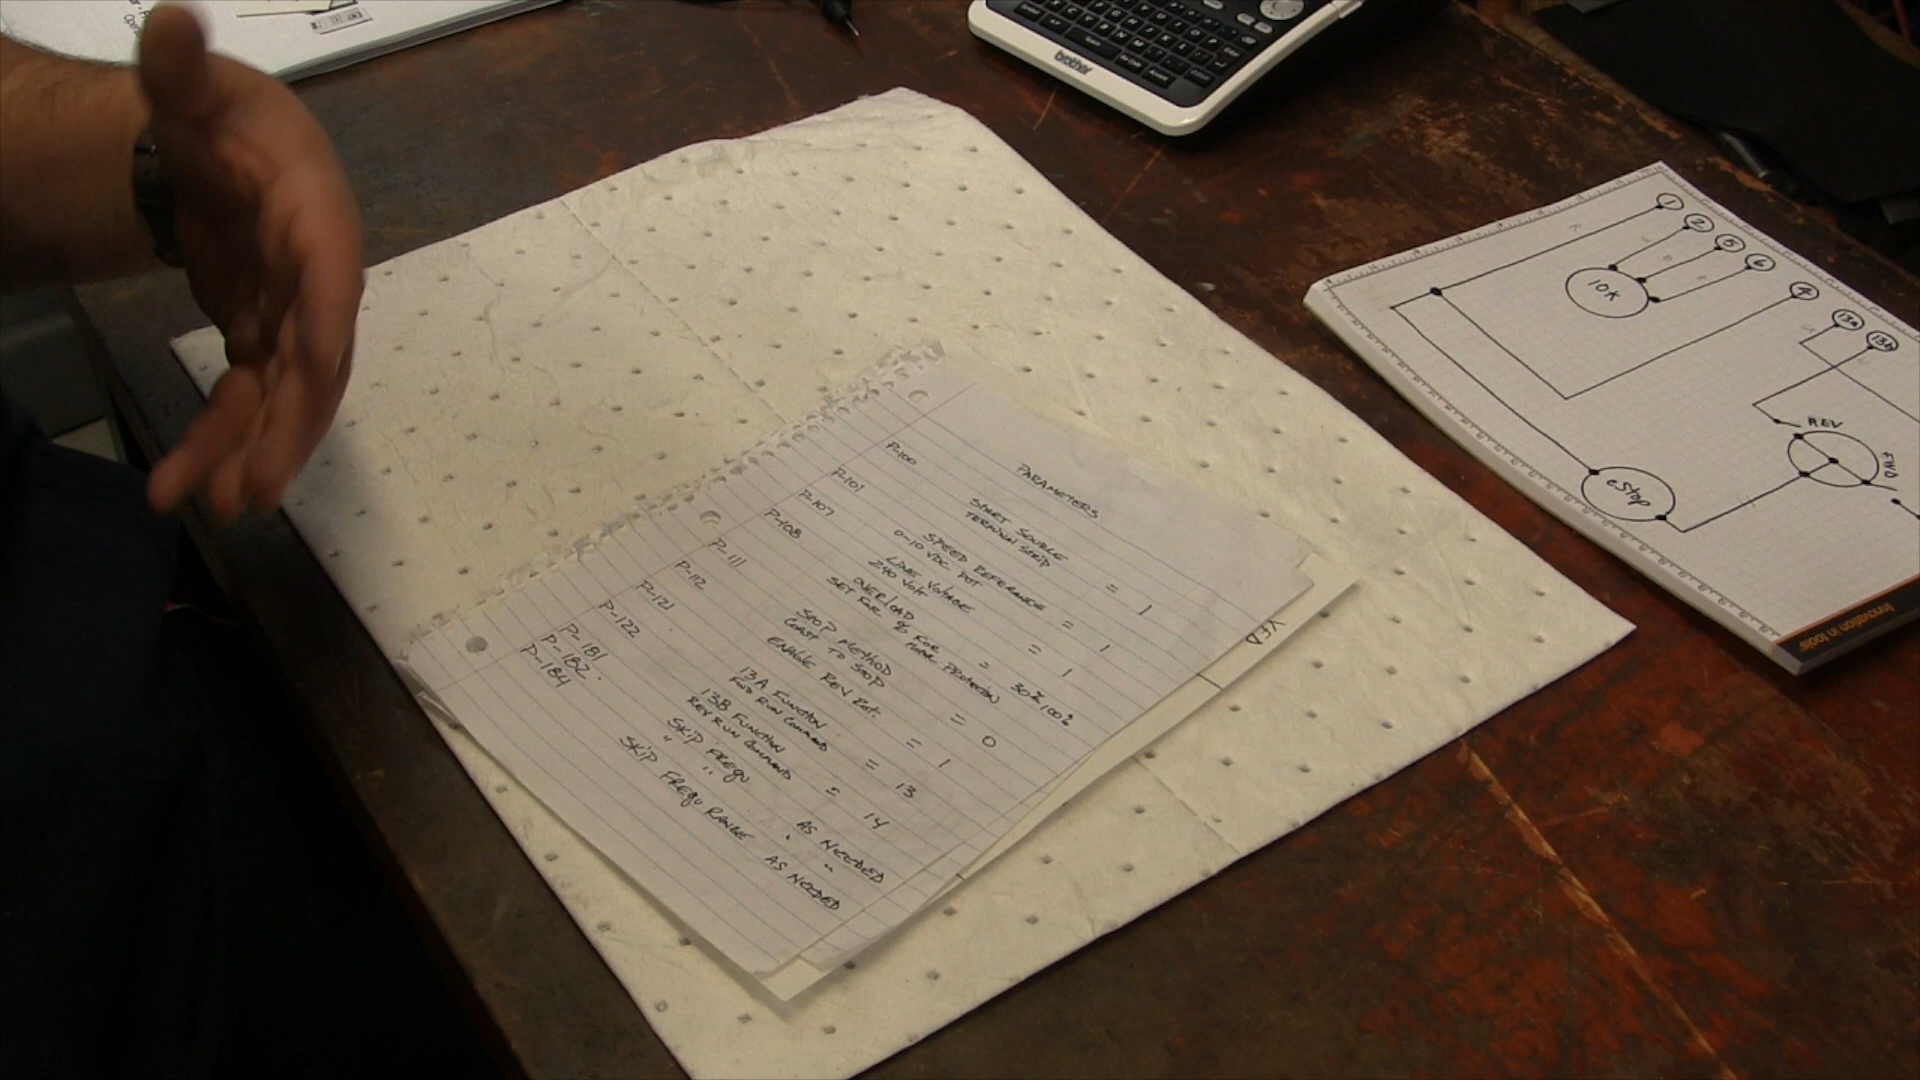 PARAMETERS
P-100 START SOURCE = 1
TERMINAL STRIP
P-101 SPEED REFERENCE = 1
0-10 VDC POT
P-107 LINE VOLTAGE = 1
240 VOLT
P-108 OVERLOAD = 30% 100%
SET FOR % FOR MOTOR PROTECTION
P-111 STOP METHOD = 0
COAST TO STOP
P-112 ENABLE REV Rot. = 1
P-121 13A FUNCTION = 13
FWD RUN COMMAND
P-122 13B FUNCTION = 14
REV RUN COMMAND
P-181 SKIP FREQU AS NEEDED
P-182. " " " "
P-184 SKIP FREQU RANGE AS NEEDED
VFD
1
2
5
6
4
13A
13b
10K
REV
FWD
eStop
Innovation in tools
brother